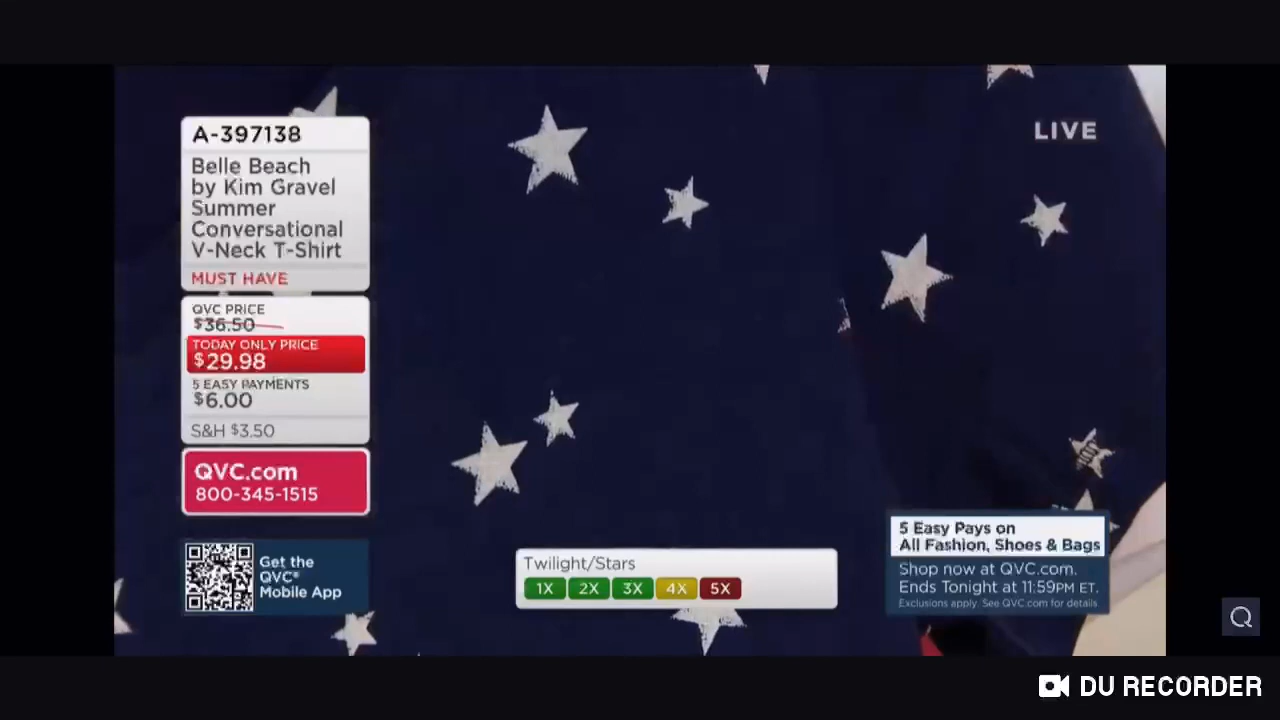 A-397138
Belle Beach
by Kim Gravel
Summer
Conversational
V-Neck T-Shirt
MUST HAVE
QVC PRICE
$36.50
TODAY ONLY PRICE
$29.98
5 EASY PAYMENTS
$6.00
S&H $3.50
QVC.com
800-345-1515
Get the
QVC®
Mobile App
Twilight/Stars
1X 2X 3X 4X 5X
LIVE
5 Easy Pays on
All Fashion, Shoes & Bags
Shop now at QVC.com.
Ends Tonight at 11:59PM ET.
Exclusions apply. See QVC.com for details
Q
DU RECORDER